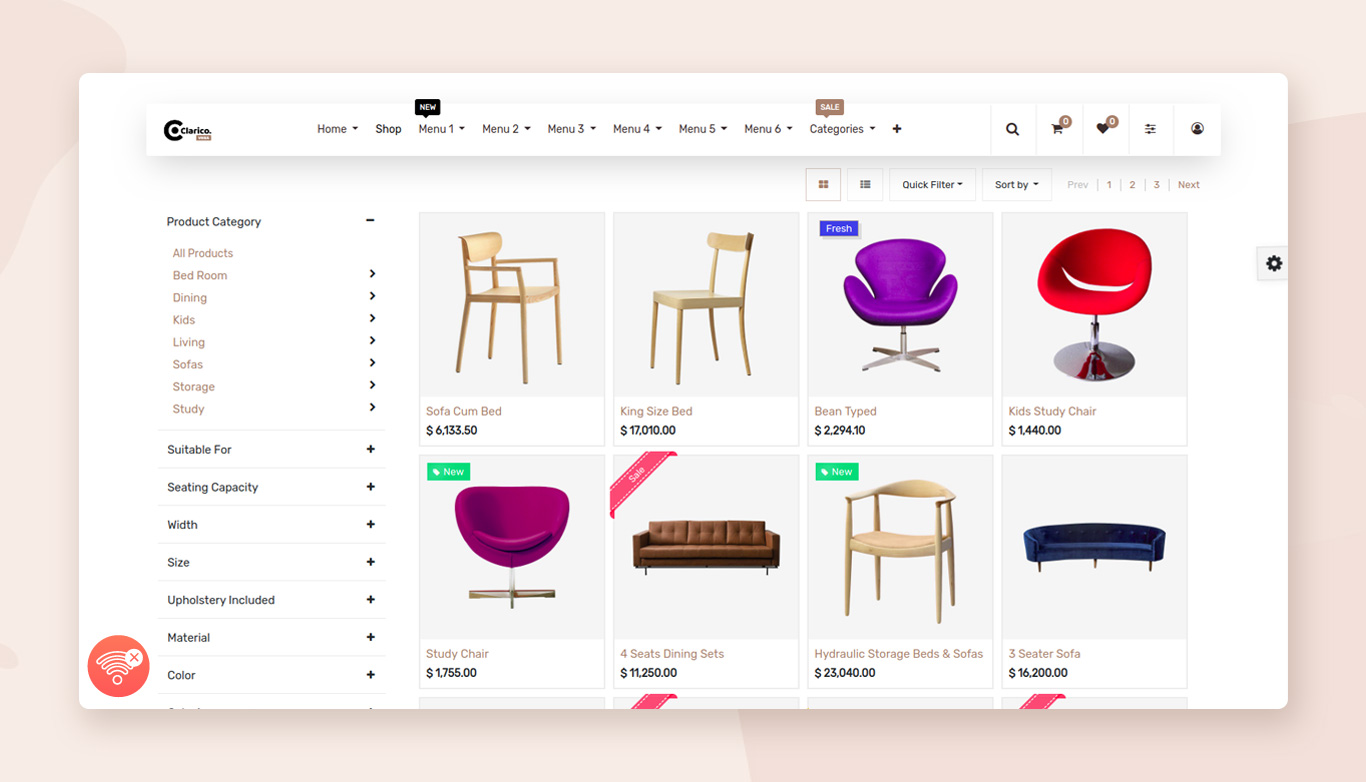 NEW
SALE
Clarico.
Home Shop Menu 1 Menu 2 Menu 3 Menu 4 Menu 5 Menu 6 Categories
0 0
Quick Filter Sort by Prev 1 2 3 Next
Product Category
All Products
Bed Room
Dining
Kids
Living
Sofas
Storage
Study
Suitable For
Seating Capacity
Width
Size
Upholstery Included
Material
Color
Fresh
Sofa Cum Bed
$ 6,133.50
King Size Bed
$ 17,010.00
Bean Typed
$ 2,294.10
Kids Study Chair
$ 1,440.00
New
Sale
New
Study Chair
$ 1,755.00
4 Seats Dining Sets
$ 11,250.00
Hydraulic Storage Beds & Sofas
$ 23,040.00
3 Seater Sofa
$ 16,200.00